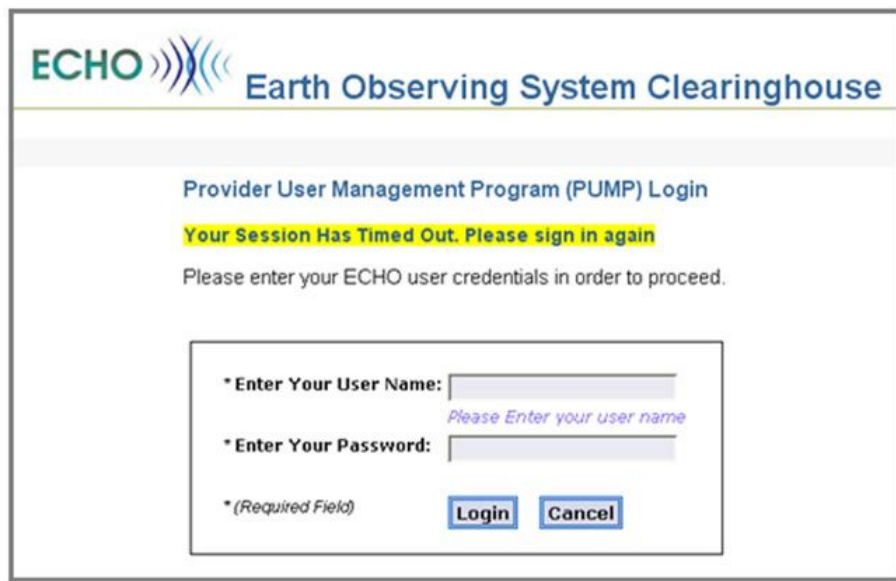 ECHO
Earth Observing System Clearinghouse
Provider User Management Program (PUMP) Login
Your Session Has Timed Out. Please sign in again
Please enter your ECHO user credentials in order to proceed.
* Enter Your User Name:
Please Enter your user name
* Enter Your Password:
* (Required Field) Login Cancel